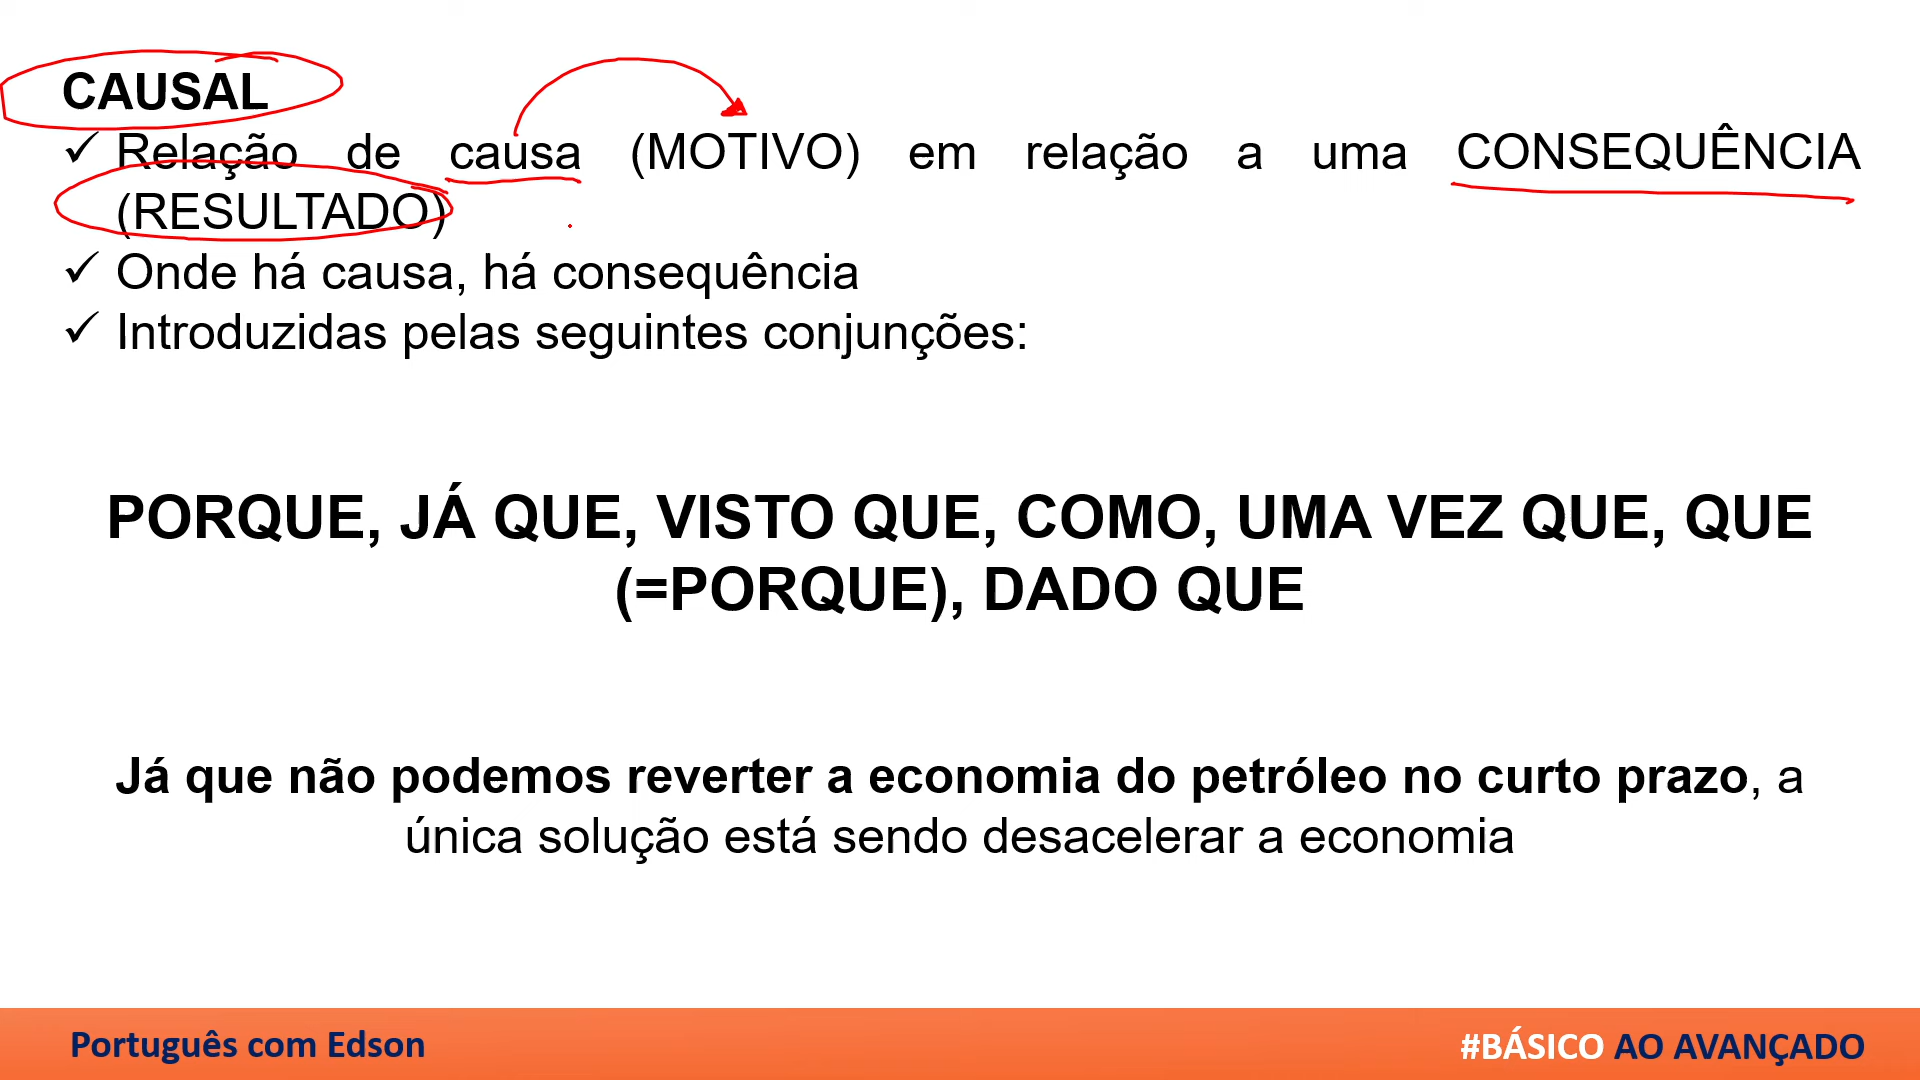 CAUSAL
✓ Relação de causa (MOTIVO) em relação a uma CONSEQUÊNCIA
(RESULTADO)
✓ Onde há causa, há consequência
✓ Introduzidas pelas seguintes conjunções:
PORQUE, JÁ QUE, VISTO QUE, COMO, UMA VEZ QUE, QUE
(=PORQUE), DADO QUE
Já que não podemos reverter a economia do petróleo no curto prazo, a
única solução está sendo desacelerar a economia
Português com Edson
#BÁSICO AO AVANÇADO